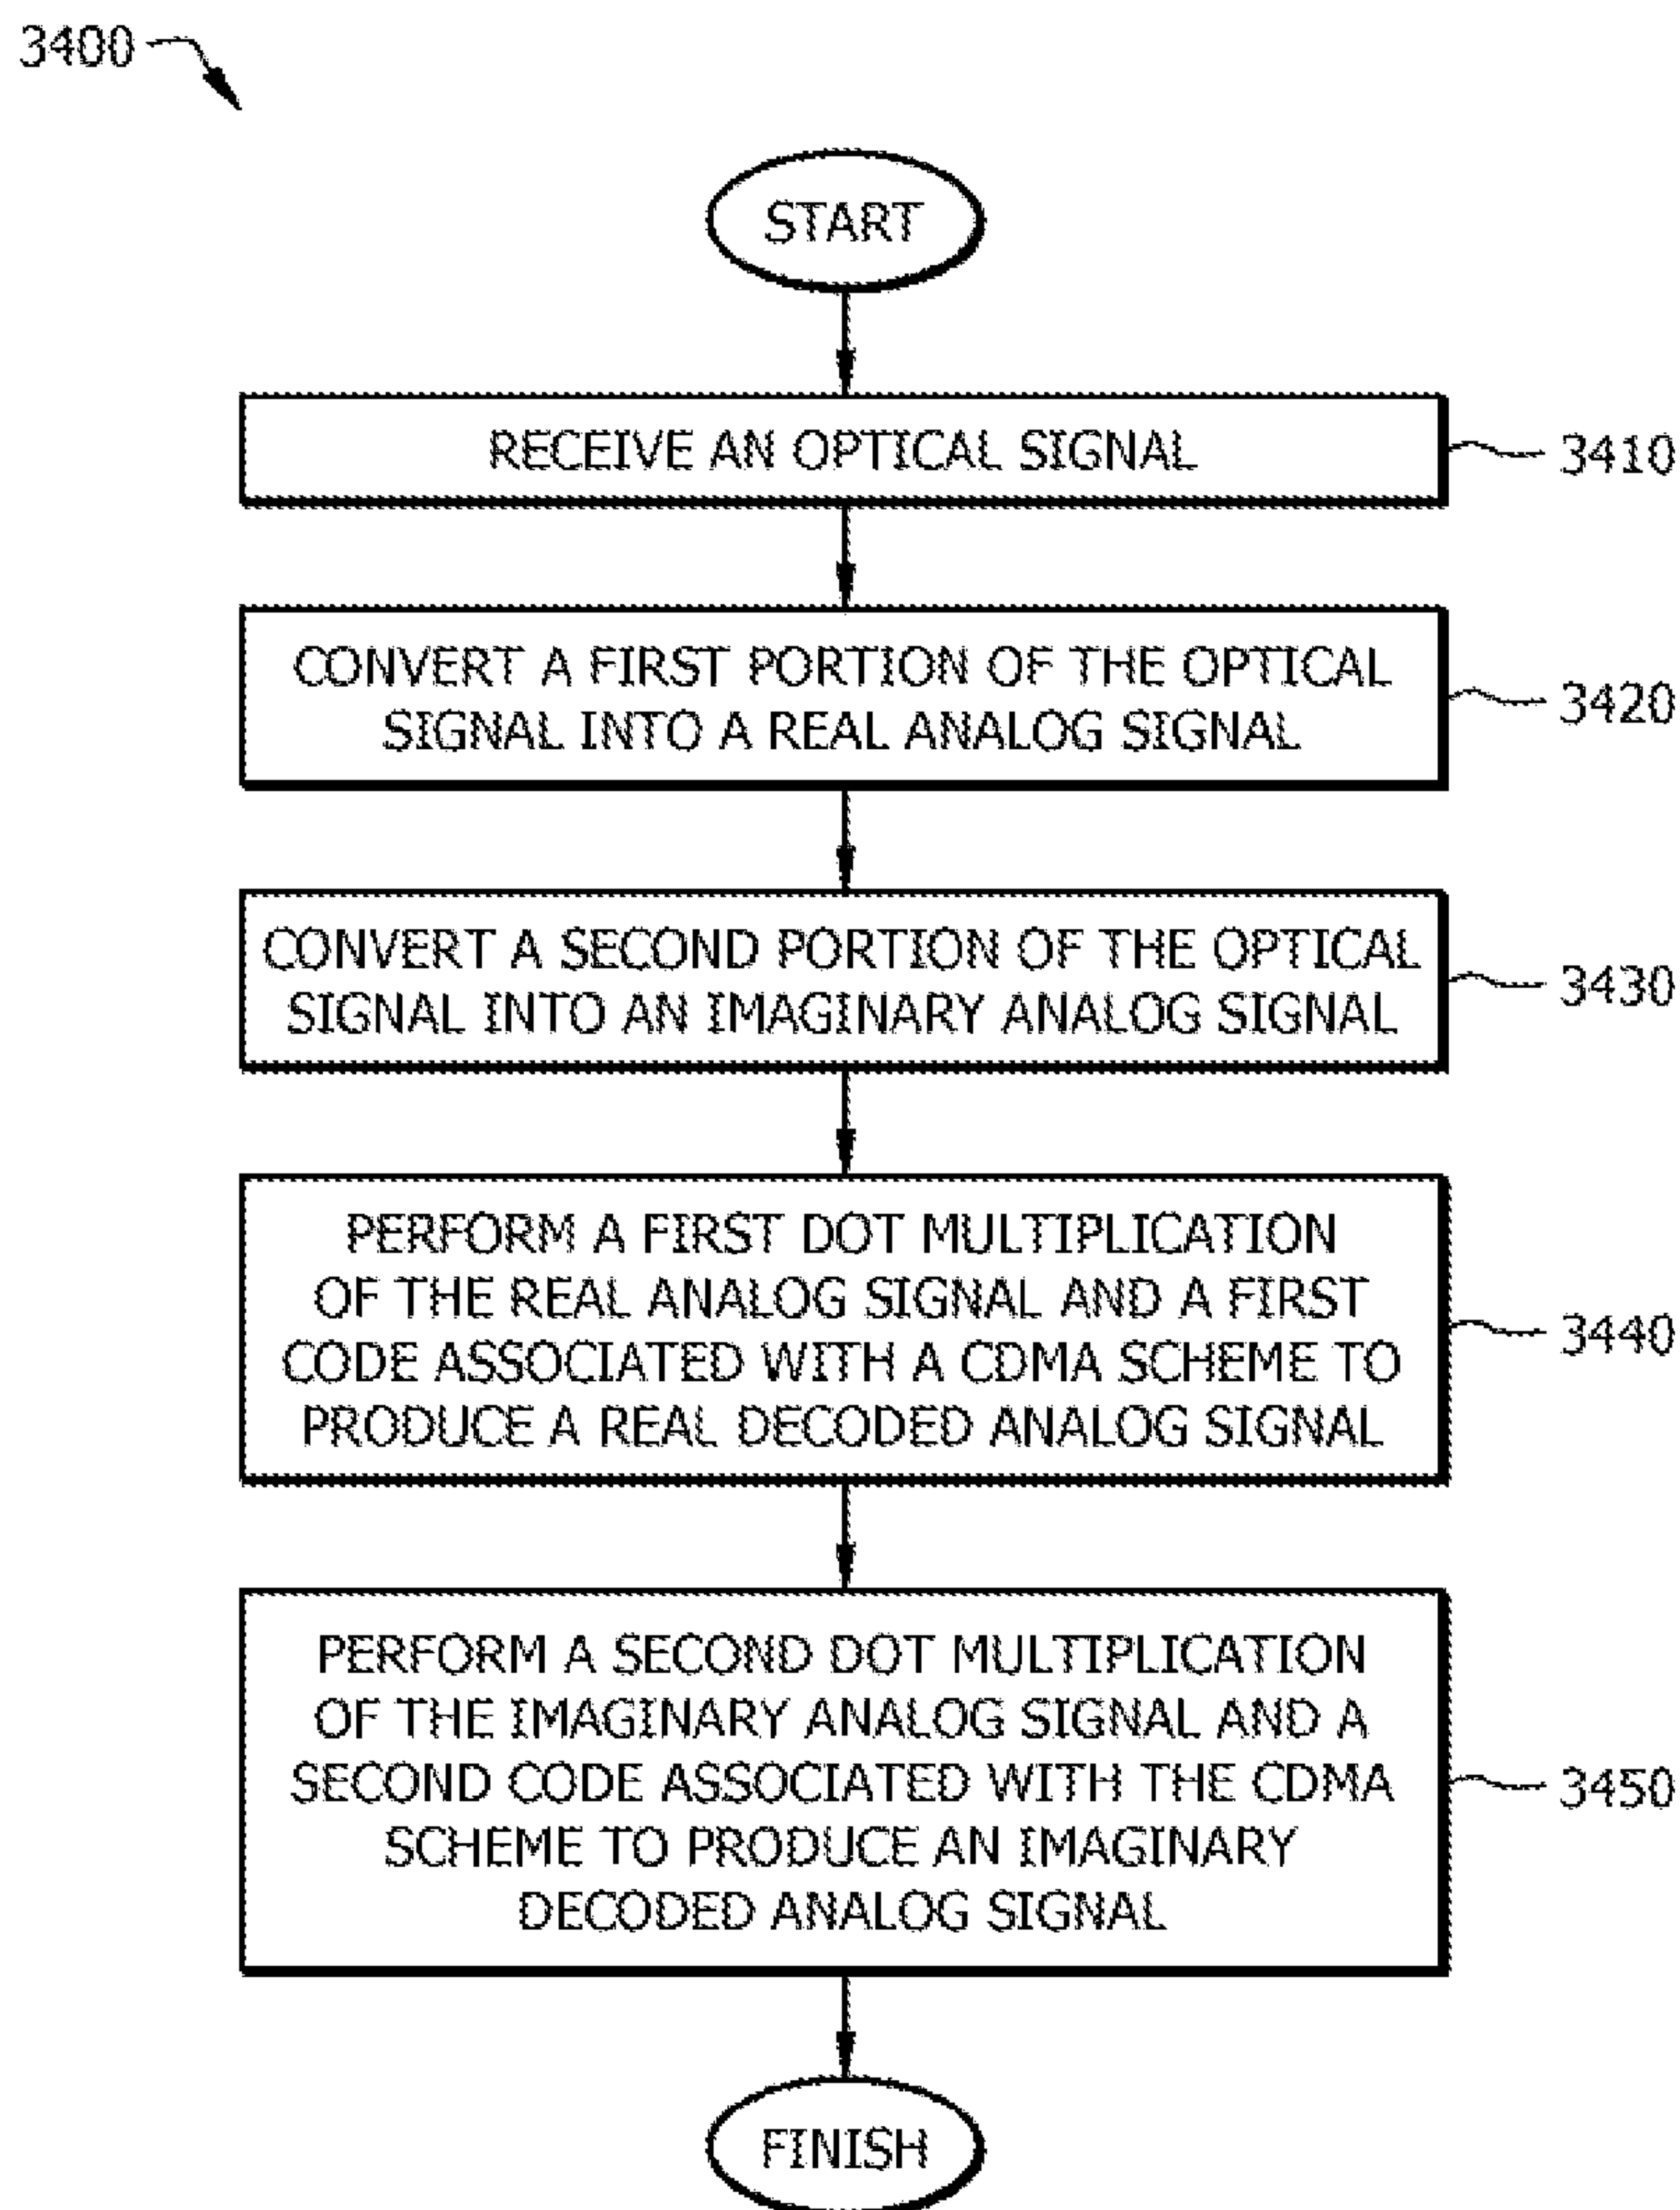 3400
START
RECEIVE AN OPTICAL SIGNAL
3410
CONVERT A FIRST PORTION OF THE OPTICAL
SIGNAL INTO A REAL ANALOG SIGNAL
3420
CONVERT A SECOND PORTION OF THE OPTICAL
SIGNAL INTO AN IMAGINARY ANALOG SIGNAL
3430
PERFORM A FIRST DOT MULTIPLICATION
OF THE REAL ANALOG SIGNAL AND A FIRST
CODE ASSOCIATED WITH A CDMA SCHEME TO
PRODUCE A REAL DECODED ANALOG SIGNAL
3440
PERFORM A SECOND DOT MULTIPLICATION
OF THE IMAGINARY ANALOG SIGNAL AND A
SECOND CODE ASSOCIATED WITH THE CDMA
SCHEME TO PRODUCE AN IMAGINARY
DECODED ANALOG SIGNAL
3450
FINISH